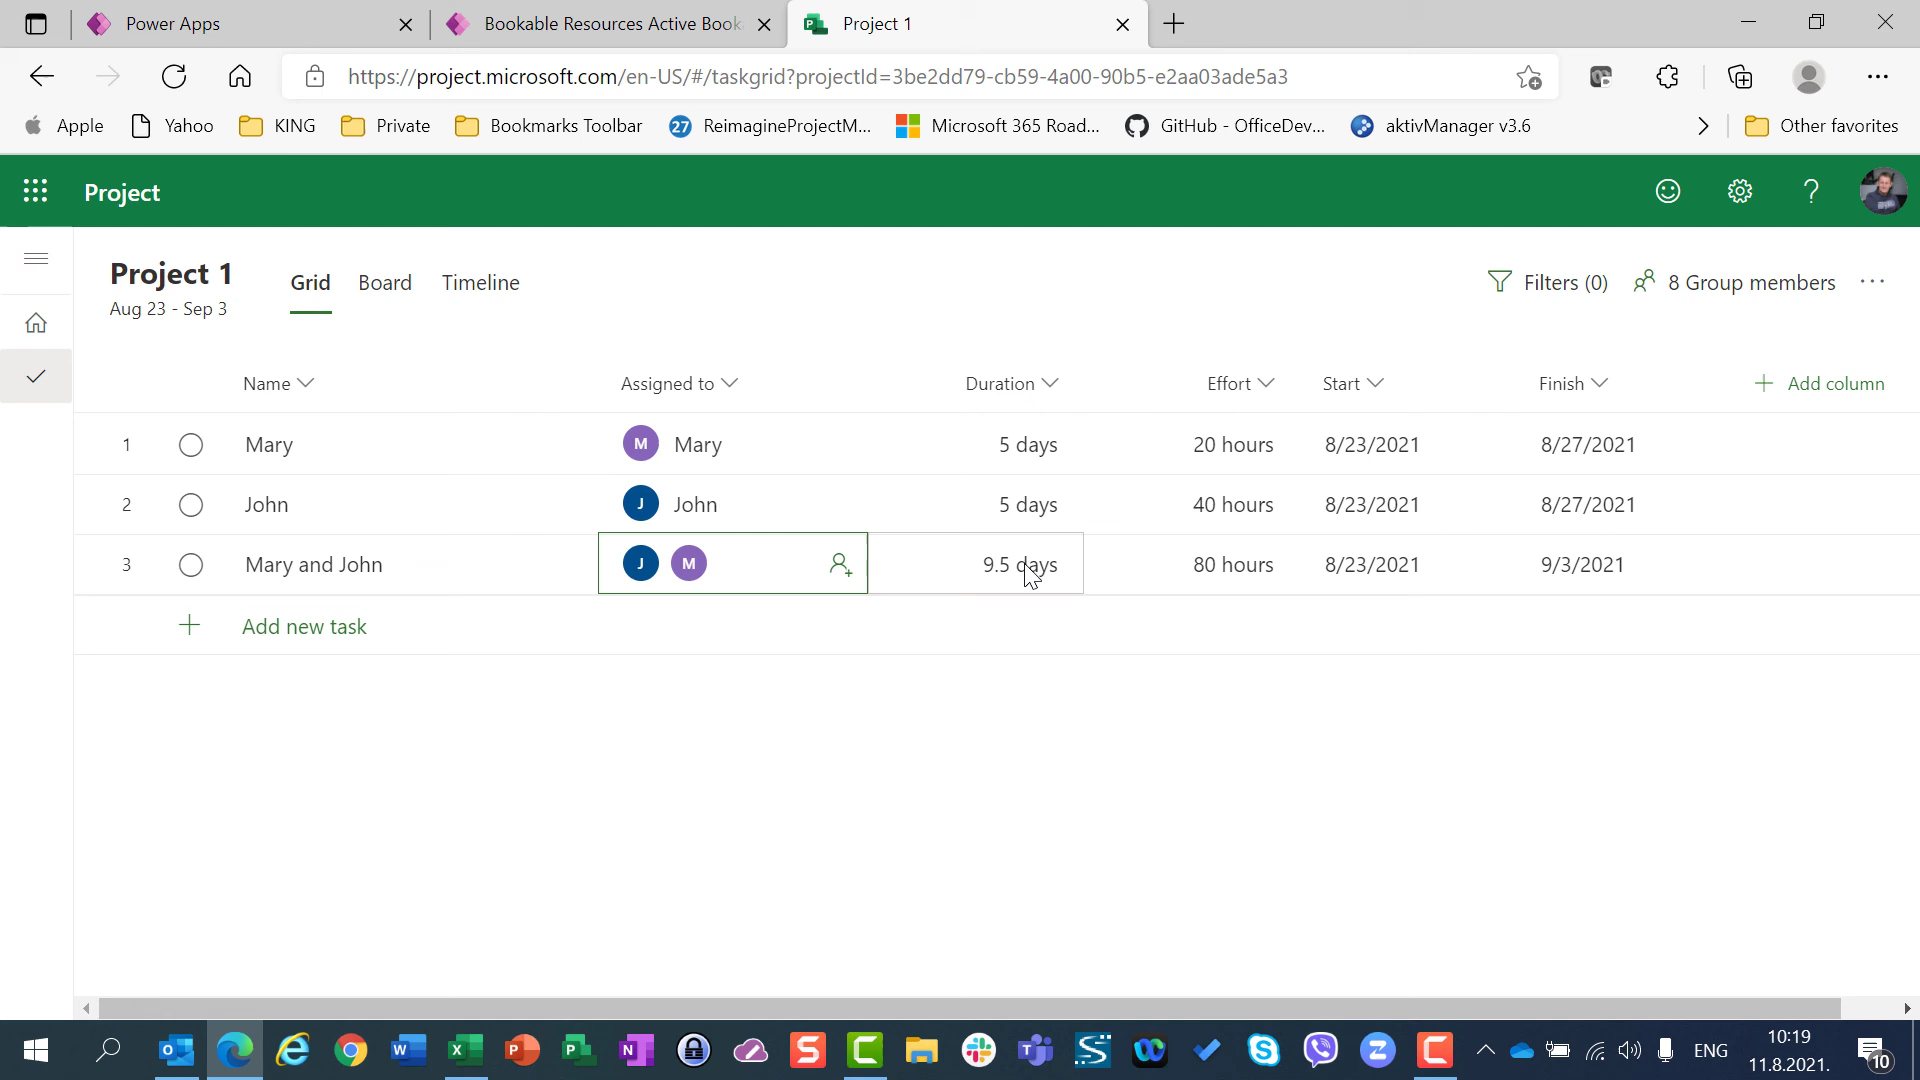 Power Apps
Bookable Resources Active Book
Project 1
https://project.microsoft.com/en-US/#/taskgrid?projectId=3be2dd79-cb59-4a00-90b5-e2aa03ade5a3
Apple Yahoo KING Private Bookmarks Toolbar 27 ReimagineProjectM... Microsoft 365 Road... GitHub - OfficeDev... aktivManager v3.6 Other favorites
Project
Project 1
Aug 23 - Sep 3
Grid Board Timeline
Filters (0) 8 Group members
Name Assigned to Duration Effort Start Finish Add column
1 Mary M Mary 5 days 20 hours 8/23/2021 8/27/2021
2 John J John 5 days 40 hours 8/23/2021 8/27/2021
3 Mary and John J M 9.5 days 80 hours 8/23/2021 9/3/2021
Add new task
ENG
10:19
11.8.2021.
10